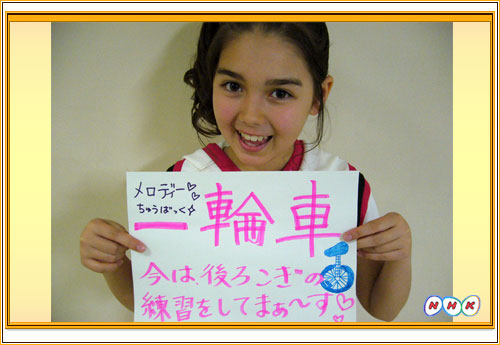 メロディー♡
ちゅうばっく☆
一輪車
今は、後ろこぎの
練習をしてまぁ〜す♡
NHK